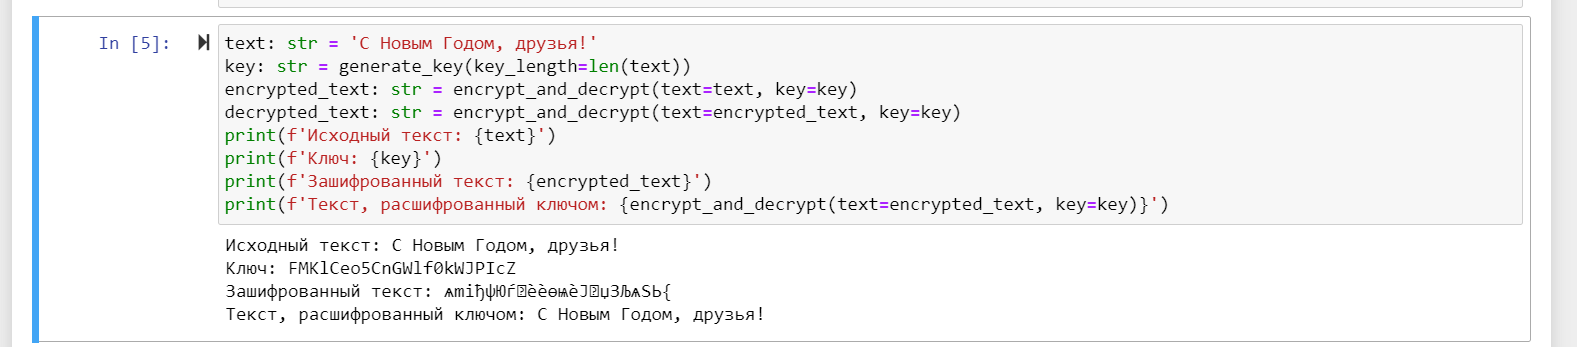 In [5]:
text: str = 'С Новым Годом, друзья!'
key: str = generate_key(key_length=len(text))
encrypted_text: str = encrypt_and_decrypt(text=text, key=key)
decrypted_text: str = encrypt_and_decrypt(text=encrypted_text, key=key)
print(f'Исходный текст: {text}')
print(f'Ключ: {key}')
print(f'Зашифрованный текст: {encrypted_text}')
print(f'Текст, расшифрованный ключом: {encrypt_and_decrypt(text=encrypted_text, key=key)}')
Исходный текст: С Новым Годом, друзья!
Ключ: FMKlCeo5CnGWlf0kWJPIcZ
Зашифрованный текст:
Текст, расшифрованный ключом: С Новым Годом, друзья!